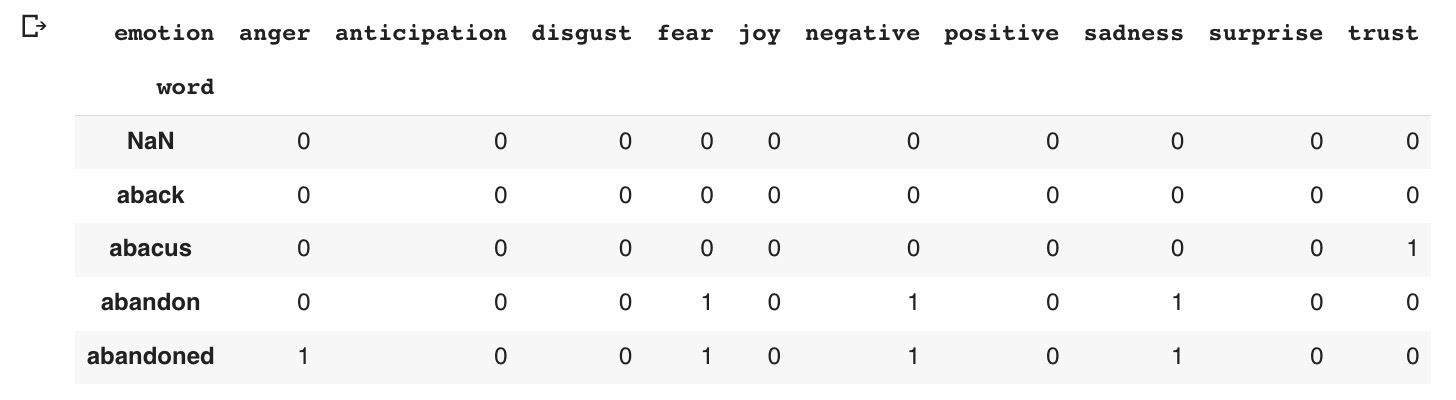 emotion anger anticipation disgust fear joy negative positive sadness surprise trust
word
NaN 0 0 0 0 0 0 0 0 0 0
aback 0 0 0 0 0 0 0 0 0 0
abacus 0 0 0 0 0 0 0 0 0 1
abandon 0 0 0 1 0 1 0 1 0 0
abandoned 1 0 0 1 0 1 0 1 0 0